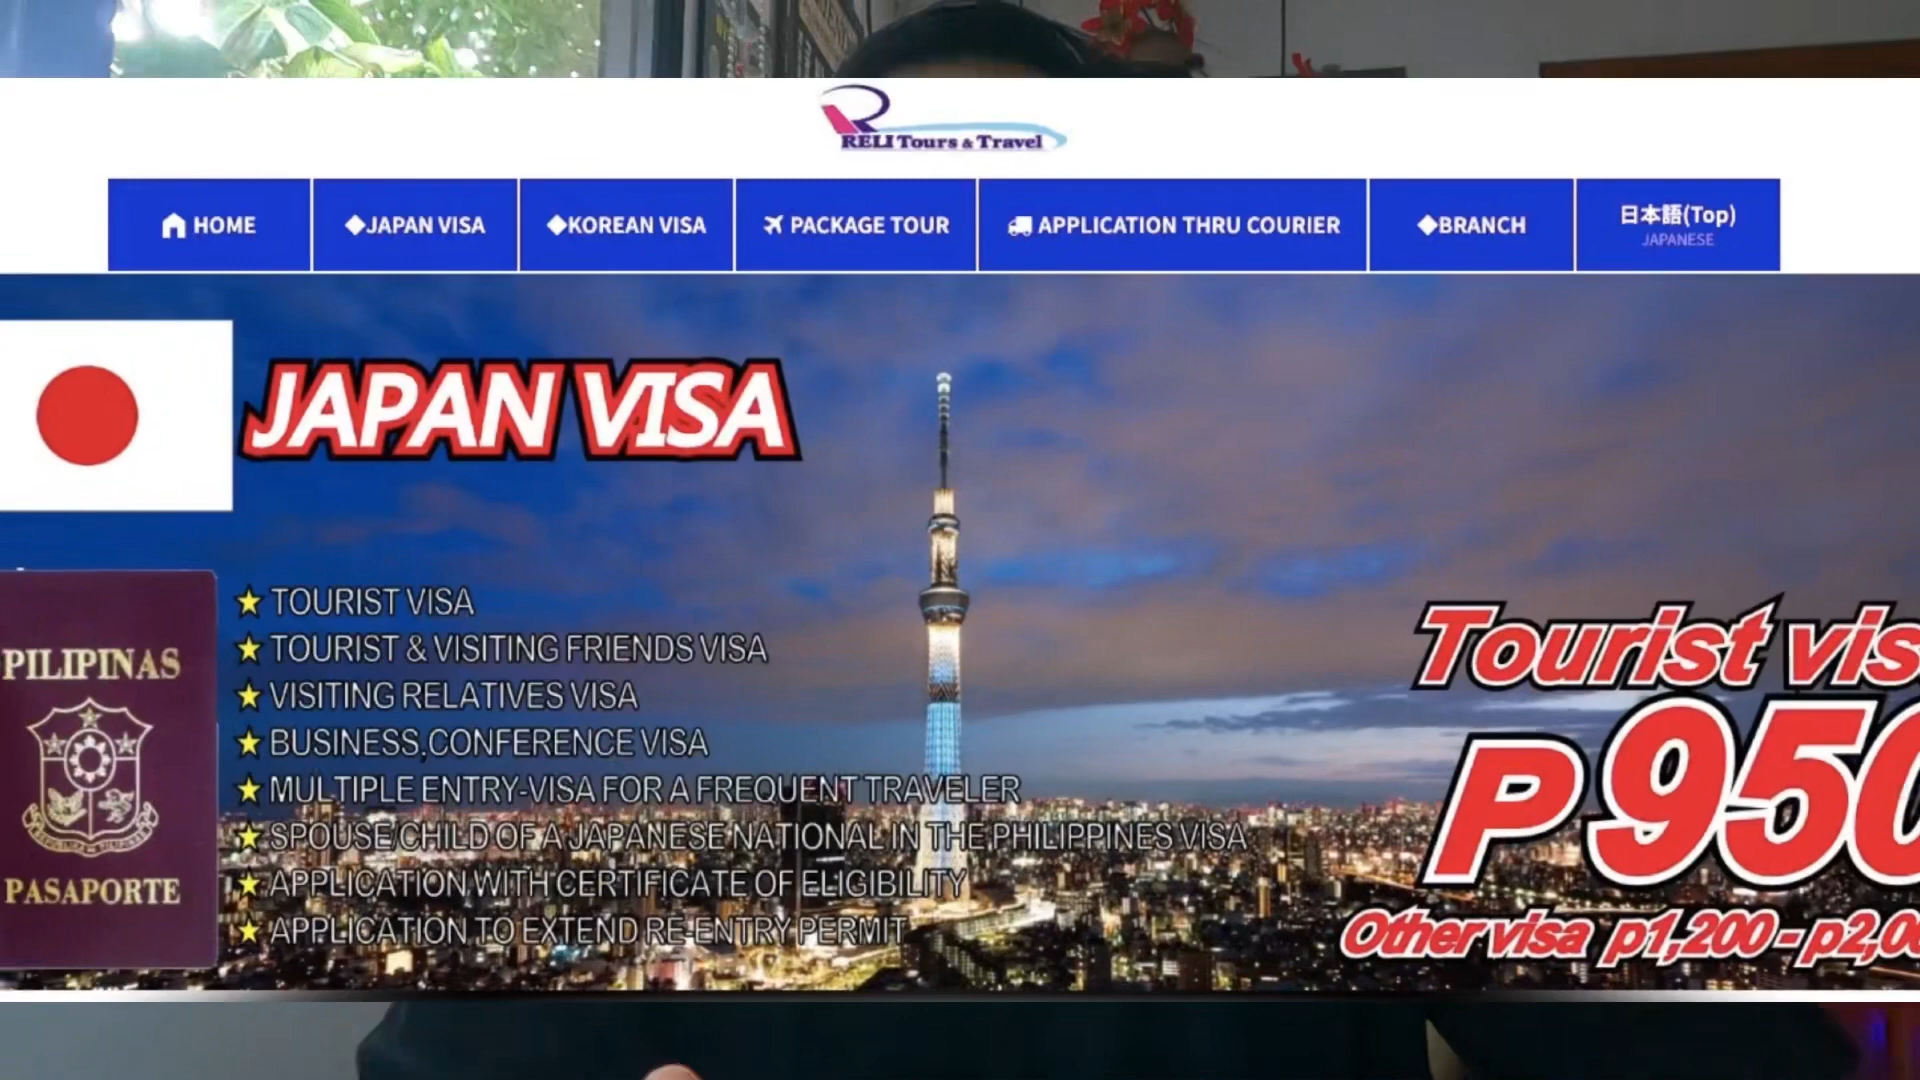 RELI Tours & Travel
HOME
◆JAPAN VISA
◆KOREAN VISA
PACKAGE TOUR
APPLICATION THRU COURIER
◆BRANCH
日本語(Top)
JAPANESE
JAPAN VISA
TOURIST VISA
TOURIST & VISITING FRIENDS VISA
VISITING RELATIVES VISA
BUSINESS,CONFERENCE VISA
MULTIPLE ENTRY-VISA FOR A FREQUENT TRAVELER
SPOUSE/CHILD OF A JAPANESE NATIONAL IN THE PHILIPPINES VISA
APPLICATION WITH CERTIFICATE OF ELIGIBILITY
APPLICATION TO EXTEND RE-ENTRY PERMIT
PILIPINAS
PASAPORTE
Tourist vis
P950
Other visa p1,200 - p2,00